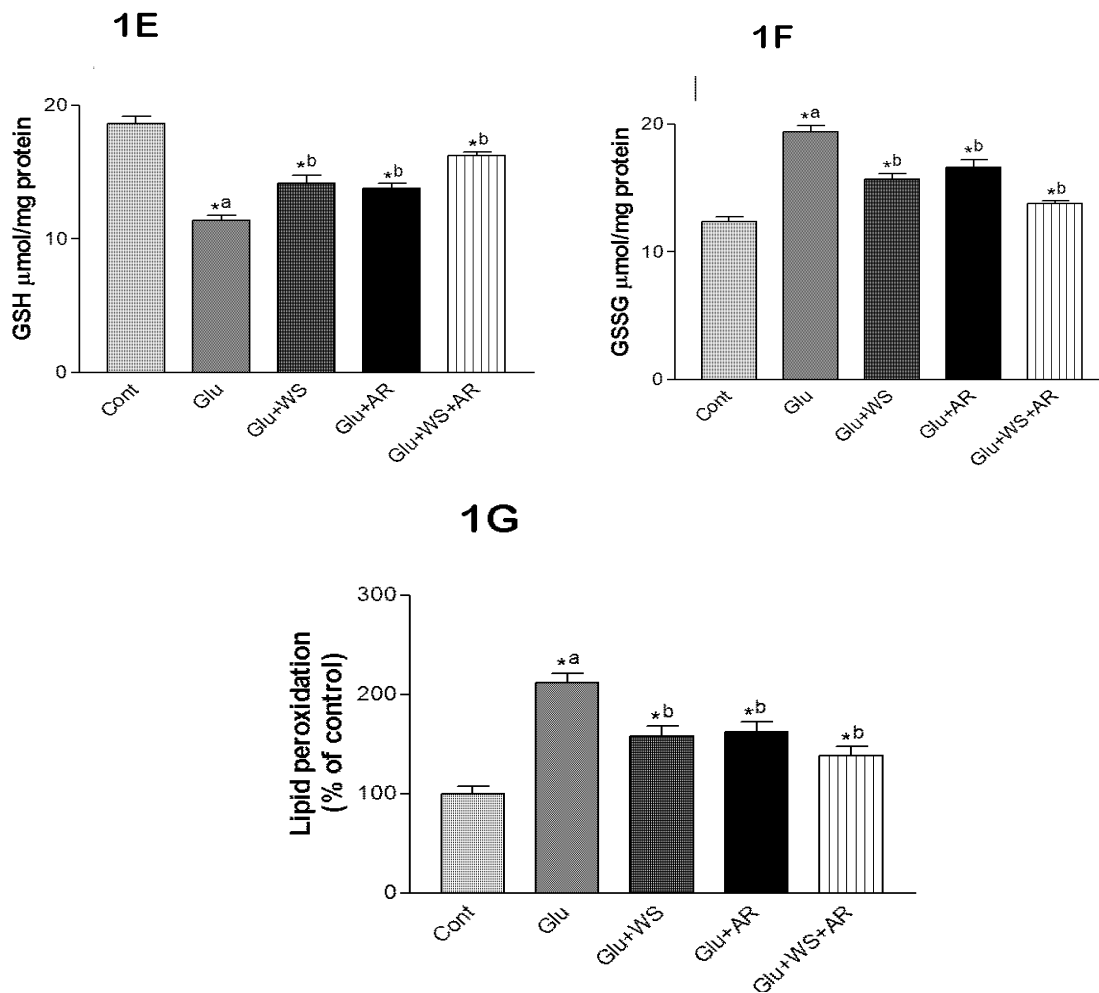 1E
GSH μmol/mg protein
20
10
0
*a
*b
*b
*b
Cont
Glu
Glu+WS
Glu+AR
Glu+WS+AR
1F
GSSG μmol/mg protein
20
10
0
*a
*b
*b
*b
Cont
Glu
Glu+WS
Glu+AR
Glu+WS+AR
1G
Lipid peroxidation
(% of control)
300
200
100
0
*a
*b
*b
*b
Cont
Glu
Glu+WS
Glu+AR
Glu+WS+AR